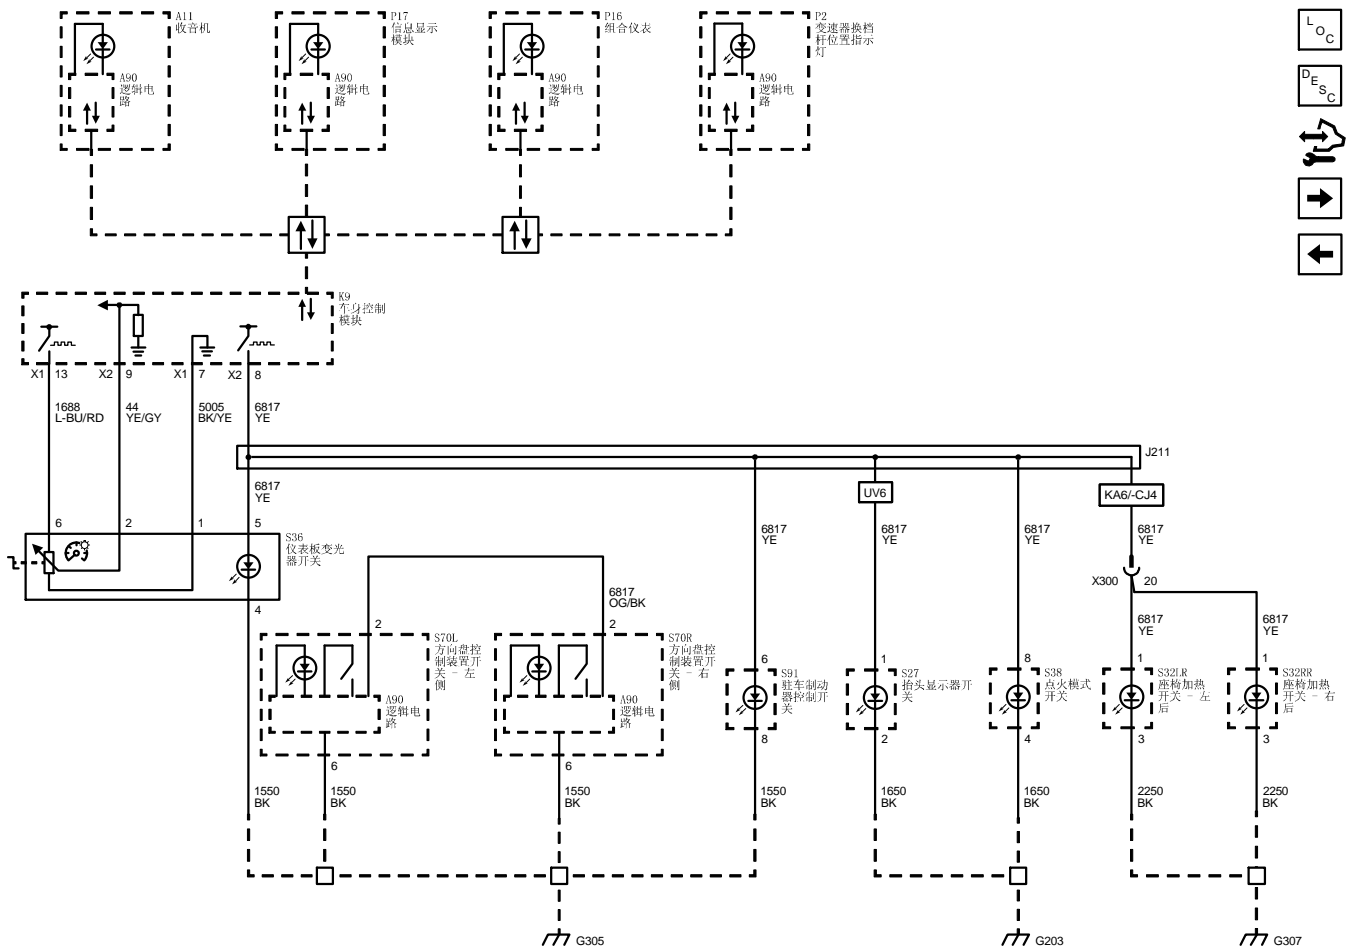 A11
收音机
A90
逻辑电
路
P17
信息显示
模块
A90
逻辑电
路
P16
组合仪表
A90
逻辑电
路
P2
变速器换档
杆位置指示
灯
A90
逻辑电
路
L
O
C
D
E
S
C
K9
车身控制
模块
X1 13
X2 9
X1 7
X2 8
1688
L-BU/RD
44
YE/GY
5005
BK/YE
6817
YE
J211
6817
YE
UV6
KA6/-CJ4
6
2
1
5
S36
仪表板变光
器开关
4
6817
YE
6817
YE
6817
YE
6817
YE
X300 20
6817
OG/BK
6817
YE
6817
YE
2
S70L
方向盘控
制装置开
关 - 左
侧
A90
逻辑电
路
6
2
S70R
方向盘控
制装置开
关 - 右
侧
A90
逻辑电
路
6
6
S91
驻车制动
器控制开
关
8
1
S27
抬头显示器开
关
2
8
S38
点火模式
开关
4
1
S32LR
座椅加热
开关 - 左
后
3
1
S32RR
座椅加热
开关 - 右
后
3
1550
BK
1550
BK
1550
BK
1550
BK
1650
BK
1650
BK
2250
BK
2250
BK
G305
G203
G307